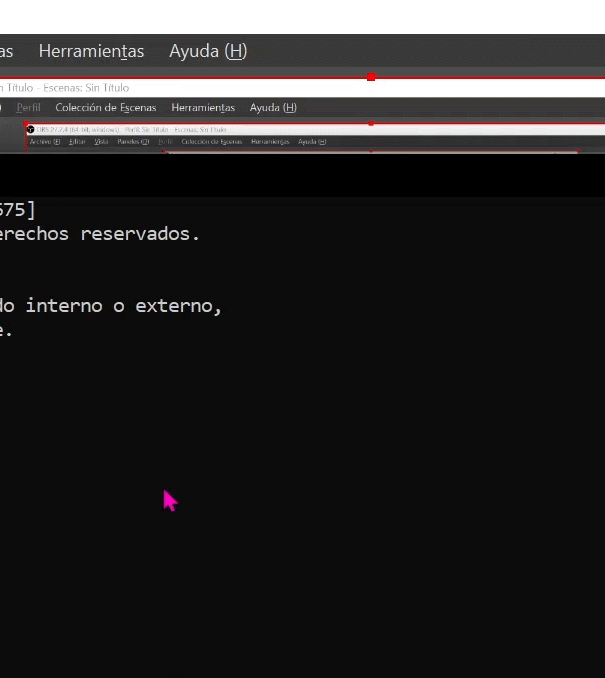 as Herramientas Ayuda (H)
n Título - Escenas: Sin Título
) Perfil Colección de Escenas Herramientas Ayuda (H)
OBS 27.2.4 (64-bit, windows) - Perfil: Sin Título - Escenas: Sin Título
Archivo (F) Editar Vista Paneles (D) Perfil Colección de Escenas Herramientas Ayuda (H)
575]
erechos reservados.
do interno o externo,
e.